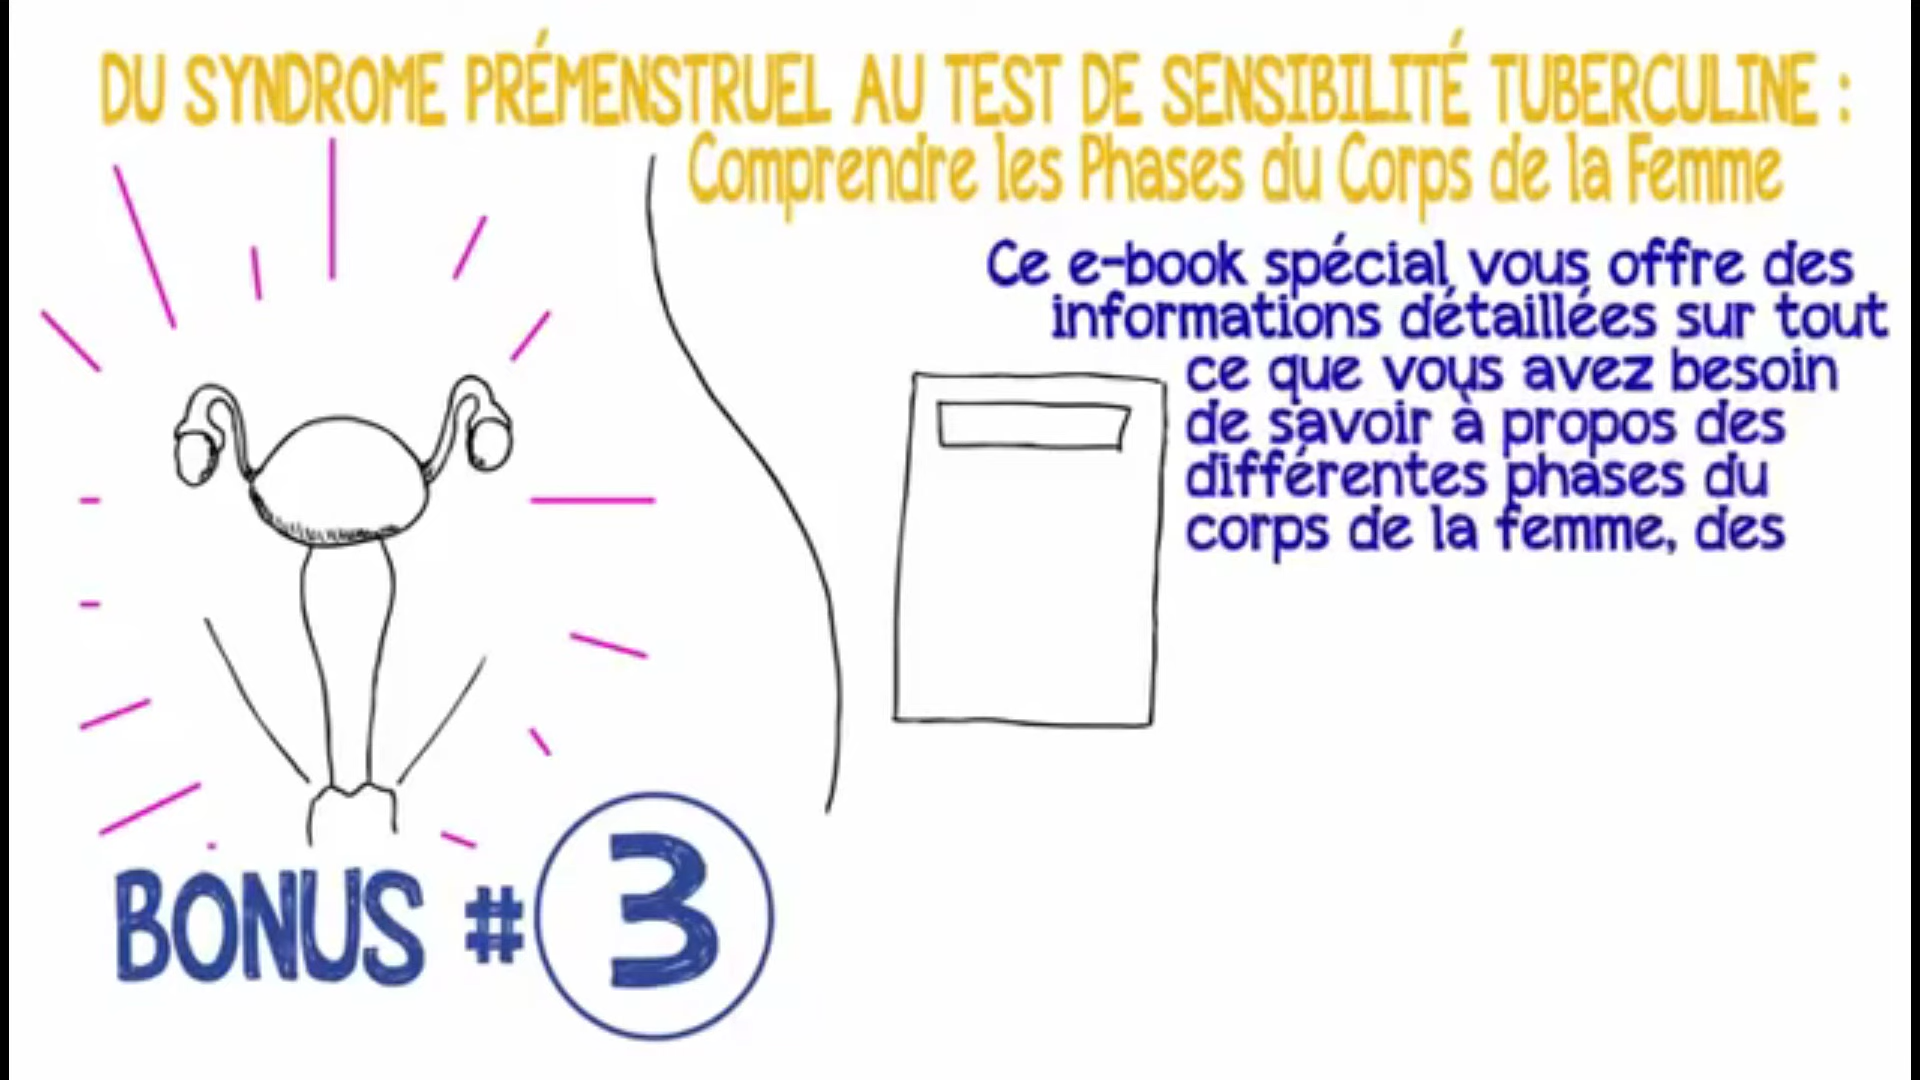 DU SYNDROME PRÉMENSTRUEL AU TEST DE SENSIBILITÉ TUBERCULINE :
Comprendre les Phases du Corps de la Femme
Ce e-book spécial vous offre des
informations détaillées sur tout
ce que vous avez besoin
de savoir à propos des
différentes phases du
corps de la femme, des
BONUS # 3